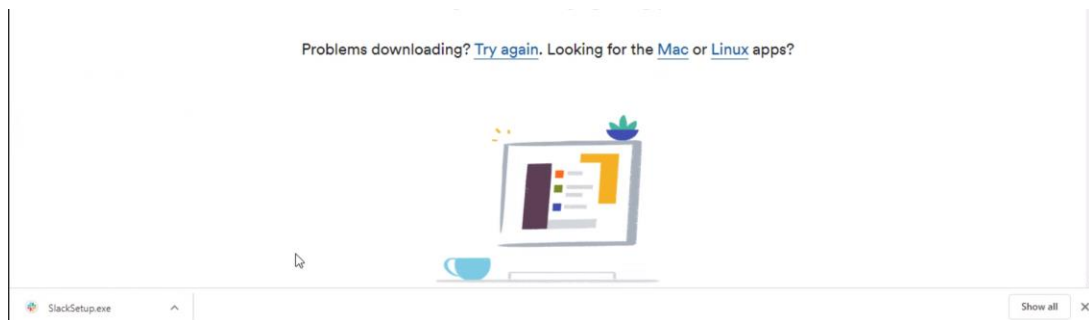 Problems downloading? Try again. Looking for the Mac or Linux apps?
SlackSetup.exe
Show all